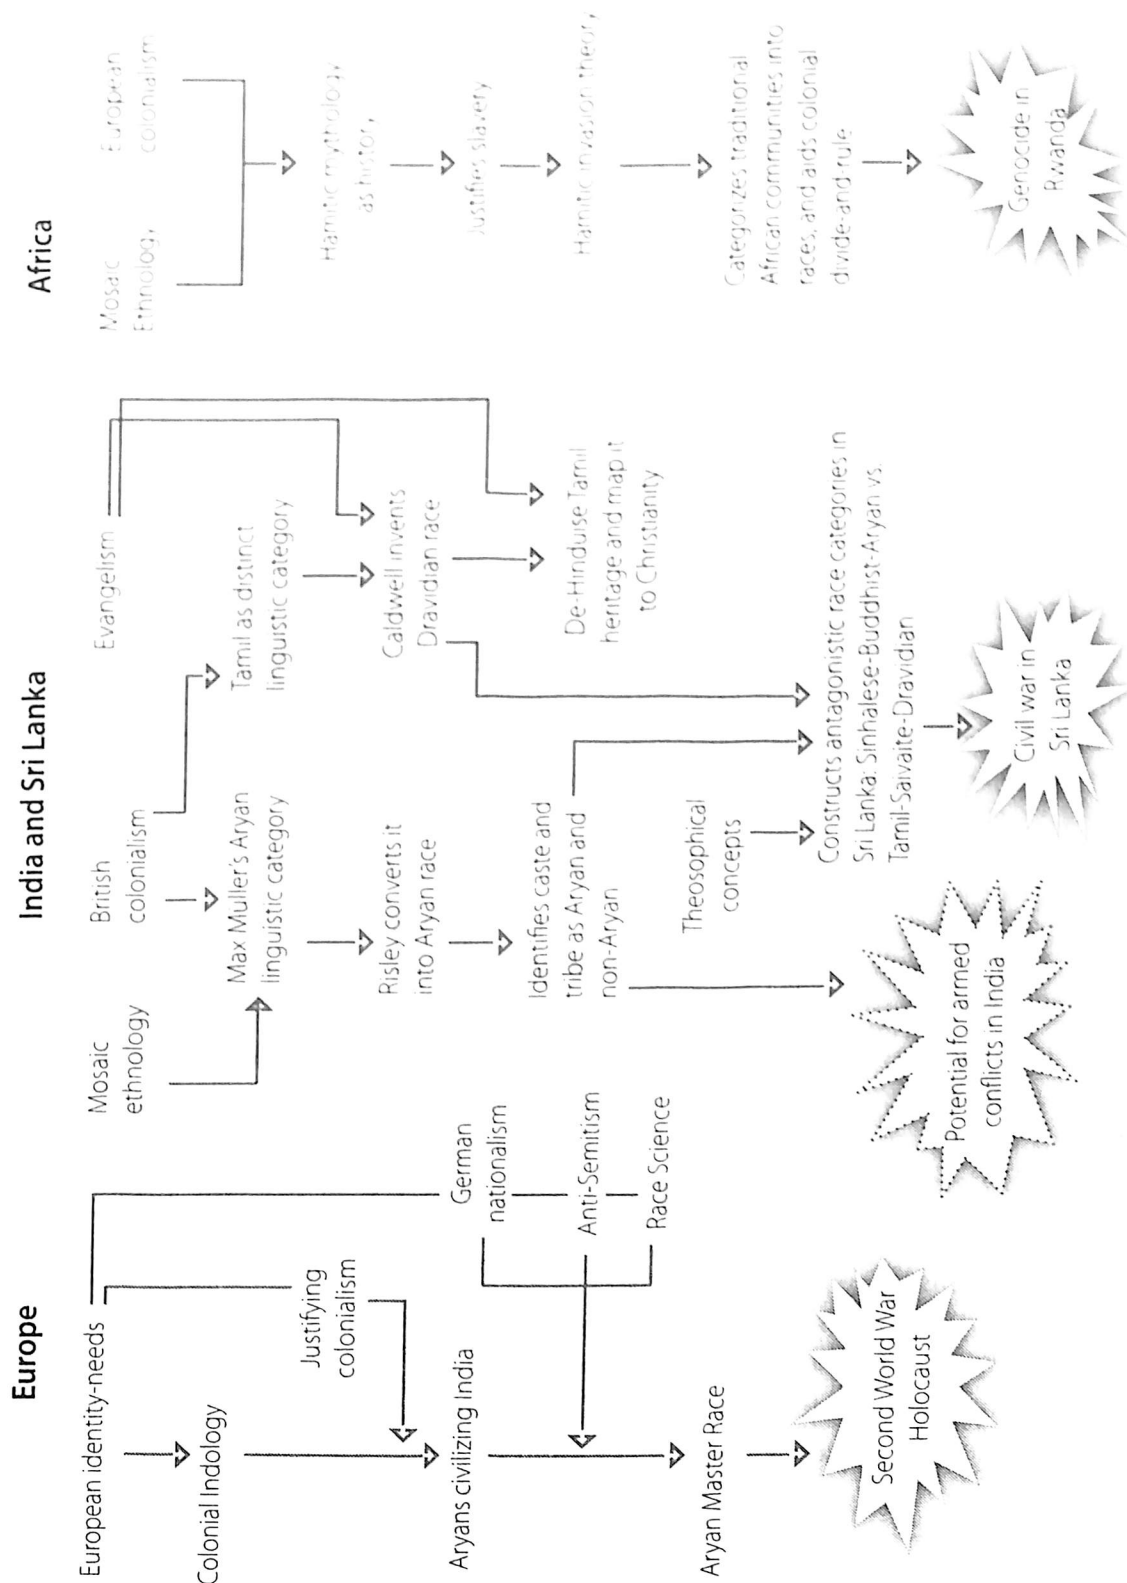 Europe
European identity-needs
Colonial Indology
Justifying
colonialism
Aryans civilizing India
German
nationalism
Anti-Semitism
Race Science
Aryan Master Race
Second World War
Holocaust
India and Sri Lanka
Mosaic
ethnology
British
colonialism
Evangelism
Max Muller's Aryan
linguistic category
Tamil as distinct
linguistic category
Risley converts it
into Aryan race
Caldwell invents
Dravidian race
Identifies caste and
tribe as Aryan and
non-Aryan
De-Hinduise Tamil
heritage and map it
to Christianity
Theosophical
concepts
Constructs antagonistic race categories in
Sri Lanka: Sinhalese-Buddhist-Aryan vs.
Tamil-Saivaite-Dravidian
Potential for armed
conflicts in India
Civil war in
Sri Lanka
Africa
Mosaic
Ethnology,
European
colonialism
Hamitic mythology
as history,
Justifies slavery
Hamitic invasion theory
Categorizes traditional
African communities into
races, and aids colonial
divide-and-rule
Genocide in
Rwanda